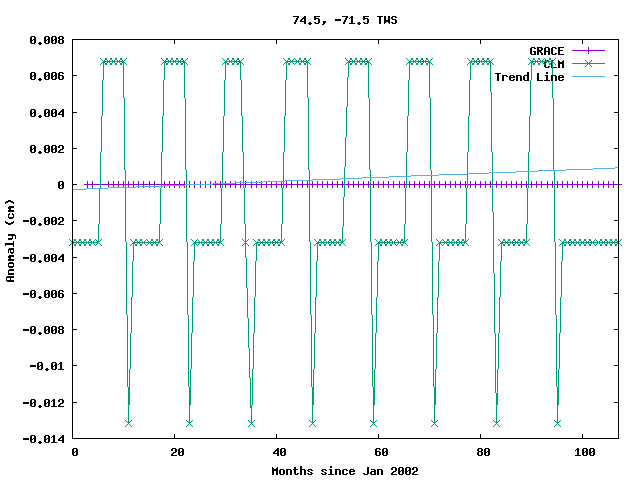 74.5, -71.5 TWS
0.008
0.006
0.004
0.002
0
-0.002
-0.004
-0.006
-0.008
-0.01
-0.012
-0.014
Anomaly (cm)
GRACE
CLM
Trend Line
0 20 40 60 80 100
Months since Jan 2002